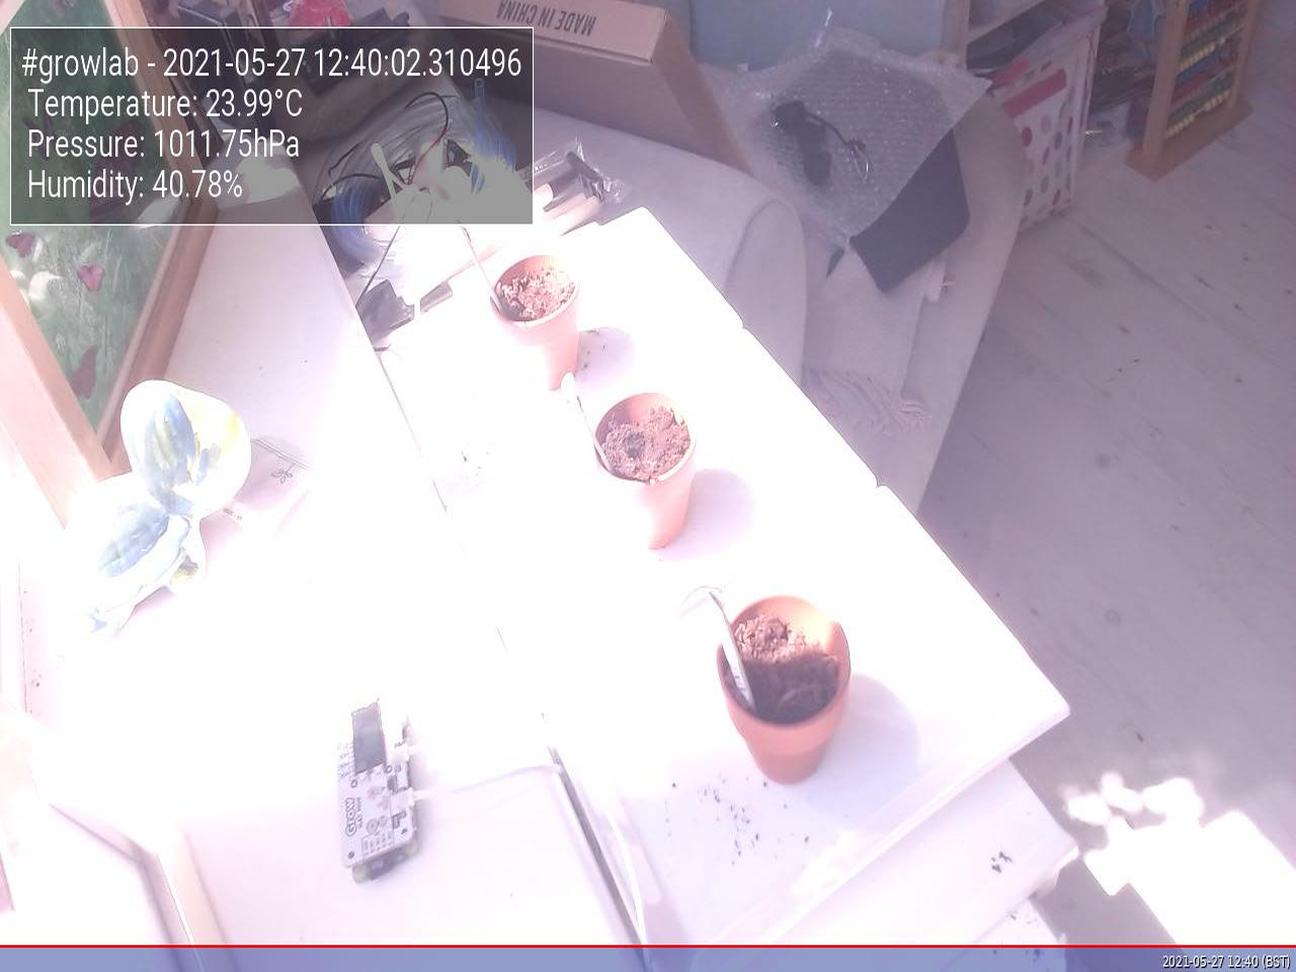 MADE IN CHINA
#growlab - 2021-05-27 12:40:02.310496
Temperature: 23.99°C
Pressure: 1011.75hPa
Humidity: 40.78%
GROW
2021-05-27 12:40 (BST)